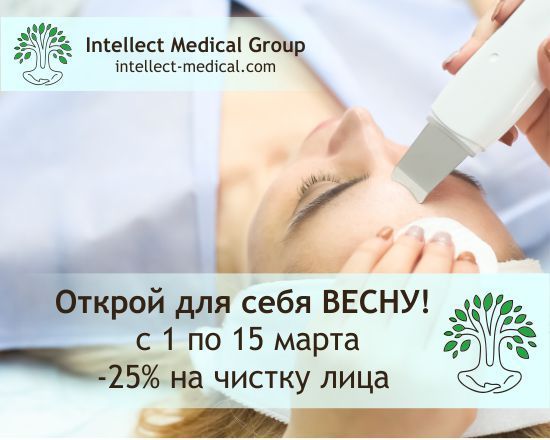 Intellect Medical Group
intellect-medical.com
Открой для себя ВЕСНУ!
с 1 по 15 марта
-25% на чистку лица